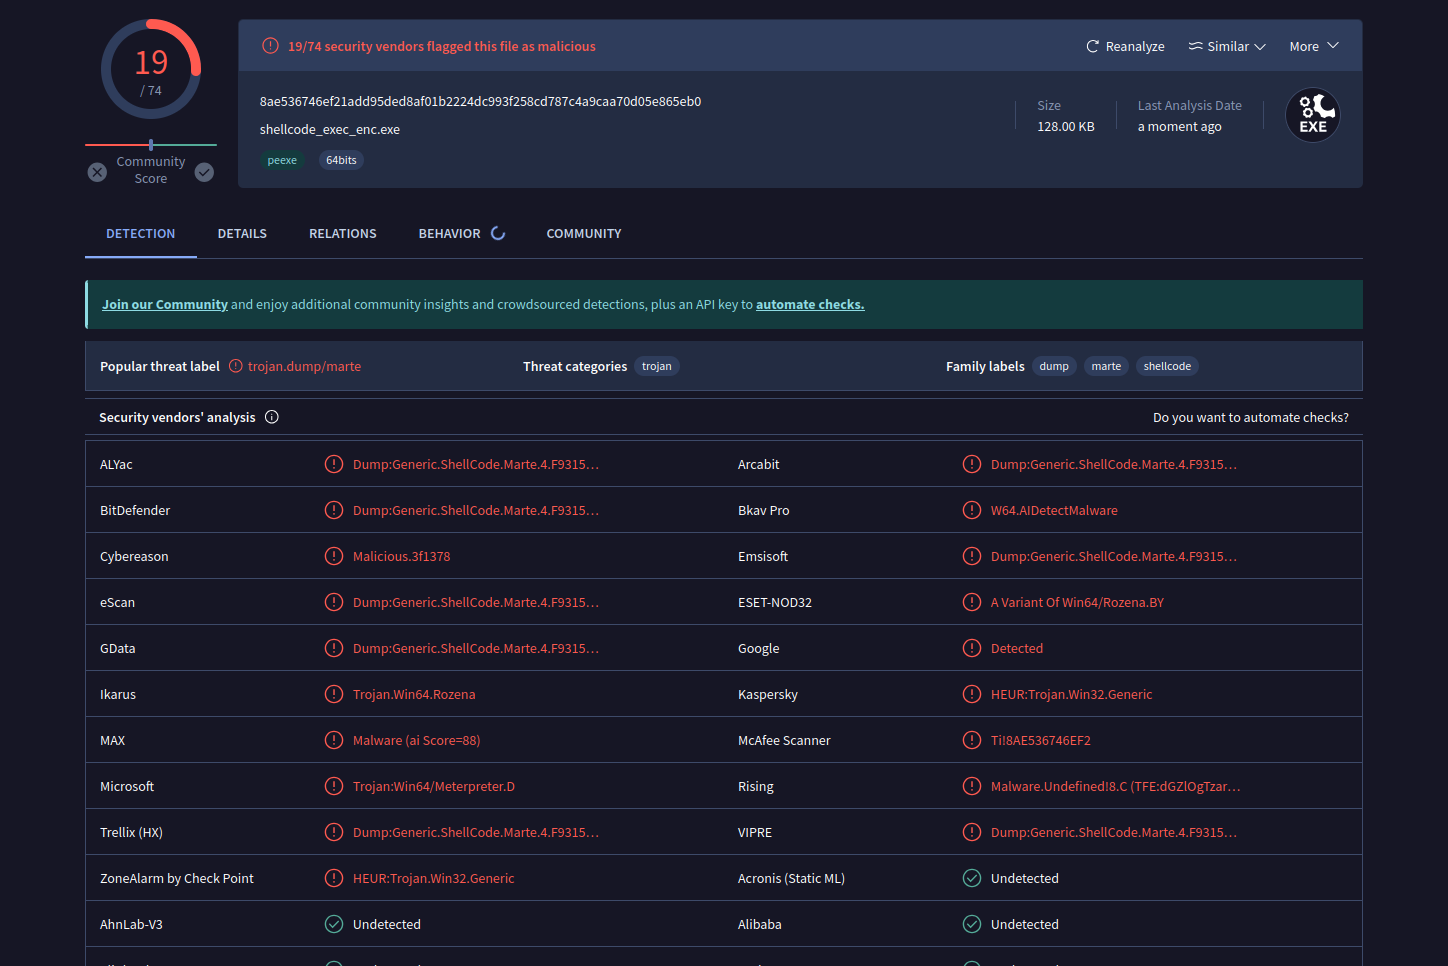 19
/ 74
Community
Score
19/74 security vendors flagged this file as malicious
Reanalyze Similar More
8ae536746ef21add95ded8af01b2224dc993f258cd787c4a9caa70d05e865eb0
shellcode_exec_enc.exe
peexe 64bits
Size
128.00 KB
Last Analysis Date
a moment ago
EXE
DETECTION DETAILS RELATIONS BEHAVIOR COMMUNITY
Join our Community and enjoy additional community insights and crowdsourced detections, plus an API key to automate checks.
Popular threat label trojan.dump/marte Threat categories trojan Family labels dump marte shellcode
Security vendors' analysis Do you want to automate checks?
ALYac Dump:Generic.ShellCode.Marte.4.F9315... Arcabit Dump:Generic.ShellCode.Marte.4.F9315...
BitDefender Dump:Generic.ShellCode.Marte.4.F9315... Bkav Pro W64.AIDetectMalware
Cybereason Malicious.3f1378 Emsisoft Dump:Generic.ShellCode.Marte.4.F9315...
eScan Dump:Generic.ShellCode.Marte.4.F9315... ESET-NOD32 A Variant Of Win64/Rozena.BY
GData Dump:Generic.ShellCode.Marte.4.F9315... Google Detected
Ikarus Trojan.Win64.Rozena Kaspersky HEUR:Trojan.Win32.Generic
MAX Malware (ai Score=88) McAfee Scanner Ti!8AE536746EF2
Microsoft Trojan:Win64/Meterpreter.D Rising Malware.Undefined!8.C (TFE:dGZlOgTzar...
Trellix (HX) Dump:Generic.ShellCode.Marte.4.F9315... VIPRE Dump:Generic.ShellCode.Marte.4.F9315...
ZoneAlarm by Check Point HEUR:Trojan.Win32.Generic Acronis (Static ML) Undetected
AhnLab-V3 Undetected Alibaba Undetected